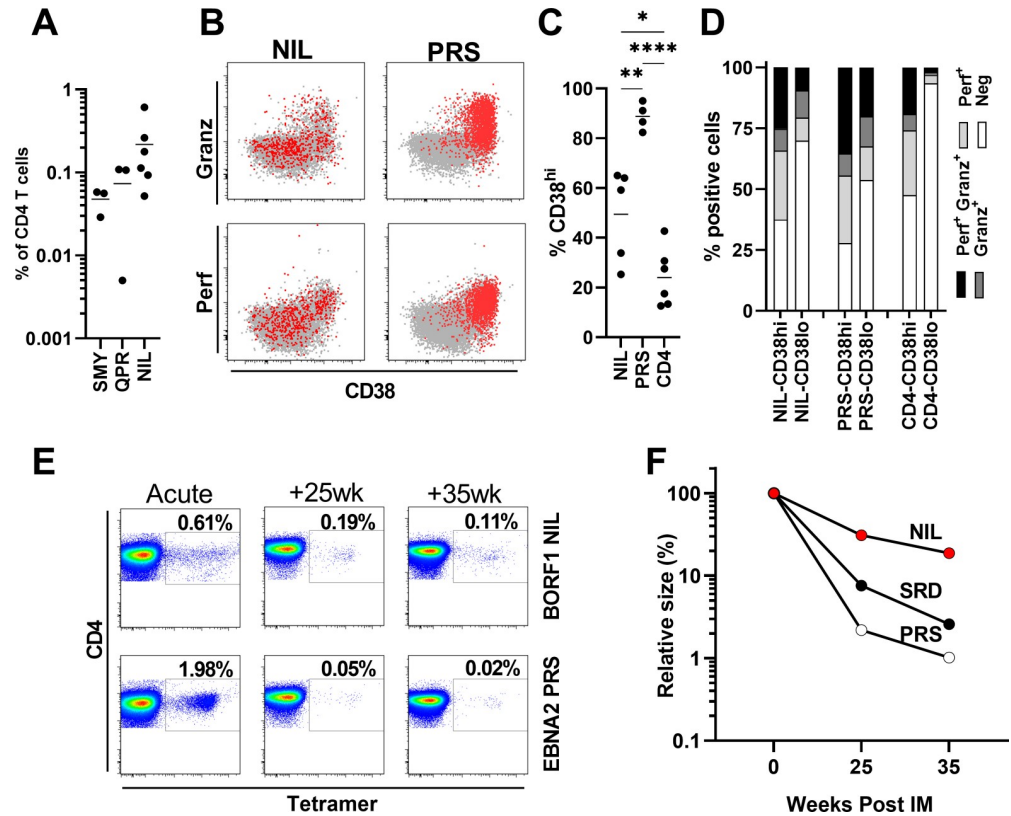 A
% of CD4 T cells
1
0.1
0.01
0.001
SMY
QPR
NIL
B
NIL
PRS
Granz
Perf
CD38
C
*
****
**
% CD38hi
100
80
60
40
20
0
NIL
PRS
CD4
D
% positive cells
100
75
50
25
0
NIL-CD38hi
NIL-CD38lo
PRS-CD38hi
PRS-CD38lo
CD4-CD38hi
CD4-CD38lo
Perf+
Neg
Perf+ Granz+
Granz+
E
Acute
+25wk
+35wk
0.61%
0.19%
0.11%
BORF1 NIL
1.98%
0.05%
0.02%
EBNA2 PRS
CD4
Tetramer
F
Relative size (%)
100
10
1
0.1
NIL
SRD
PRS
0
25
35
Weeks Post IM